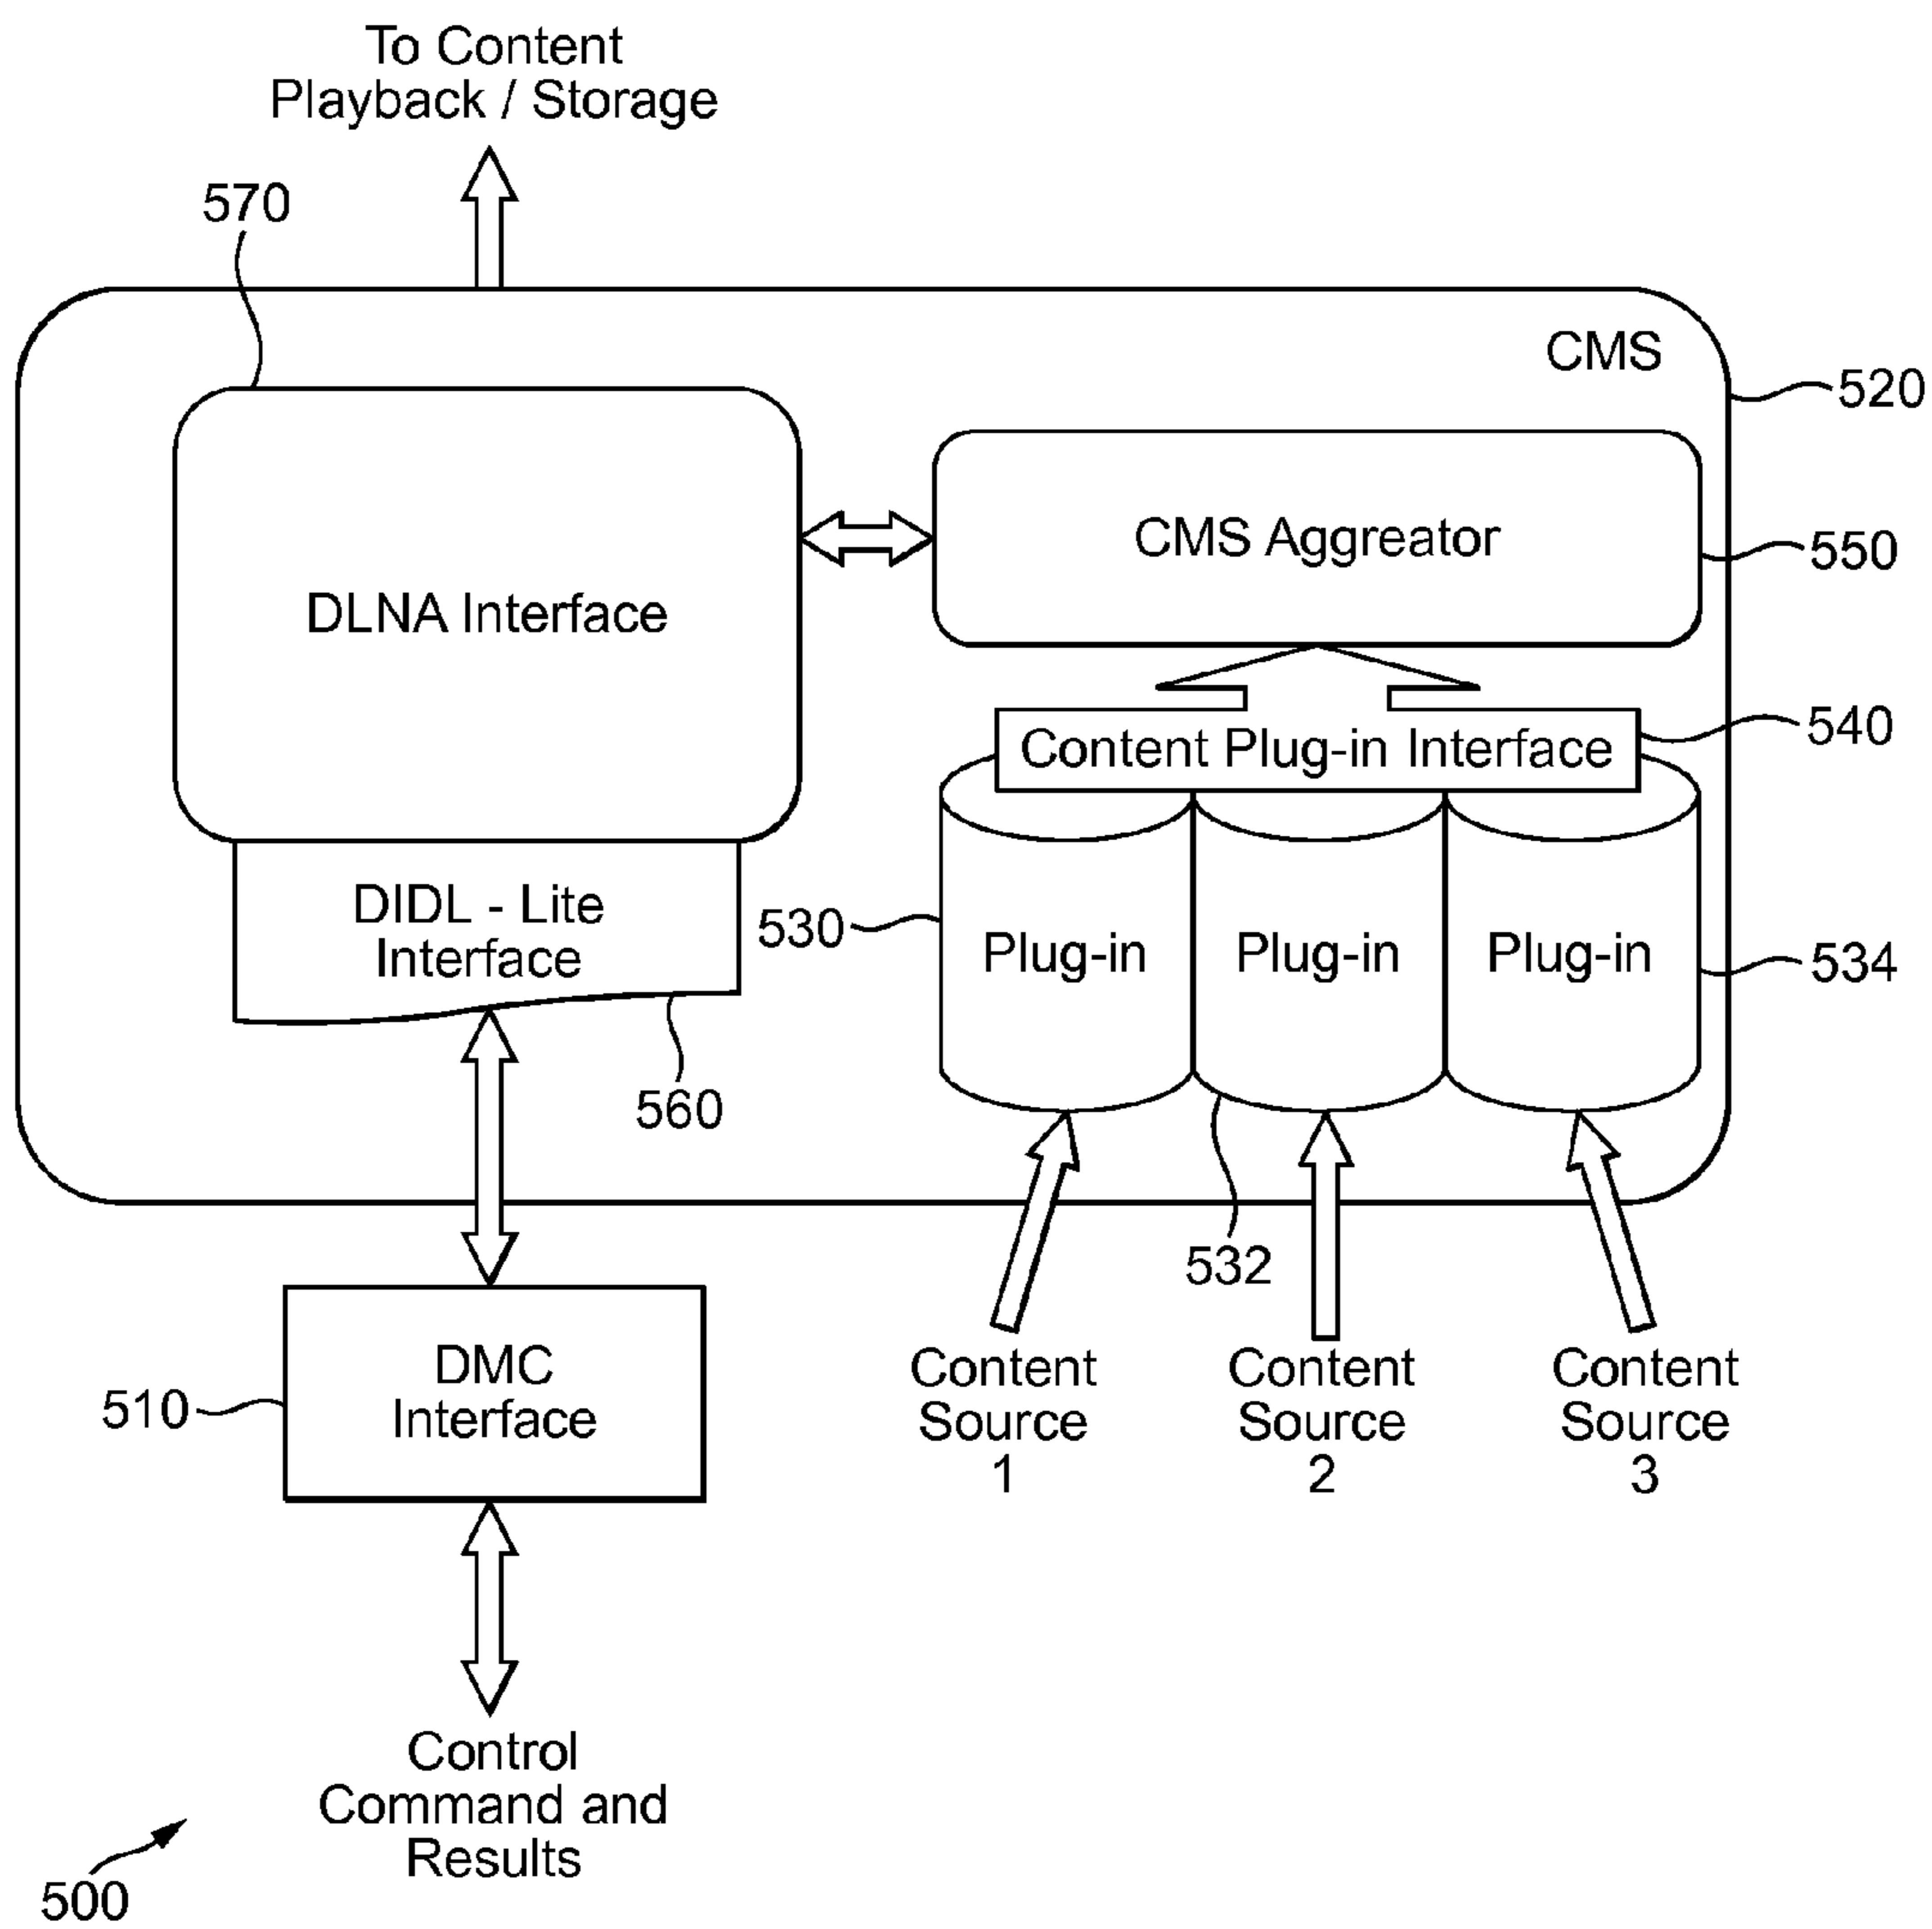 To Content
Playback / Storage
570
CMS
520
CMS Aggreator
550
DLNA Interface
540
Content Plug-in Interface
DIDL - Lite
Interface
530
Plug-in
Plug-in
Plug-in
534
560
532
DMC
Interface
510
Content
Source
1
Content
Source
2
Content
Source
3
Control
Command and
Results
500